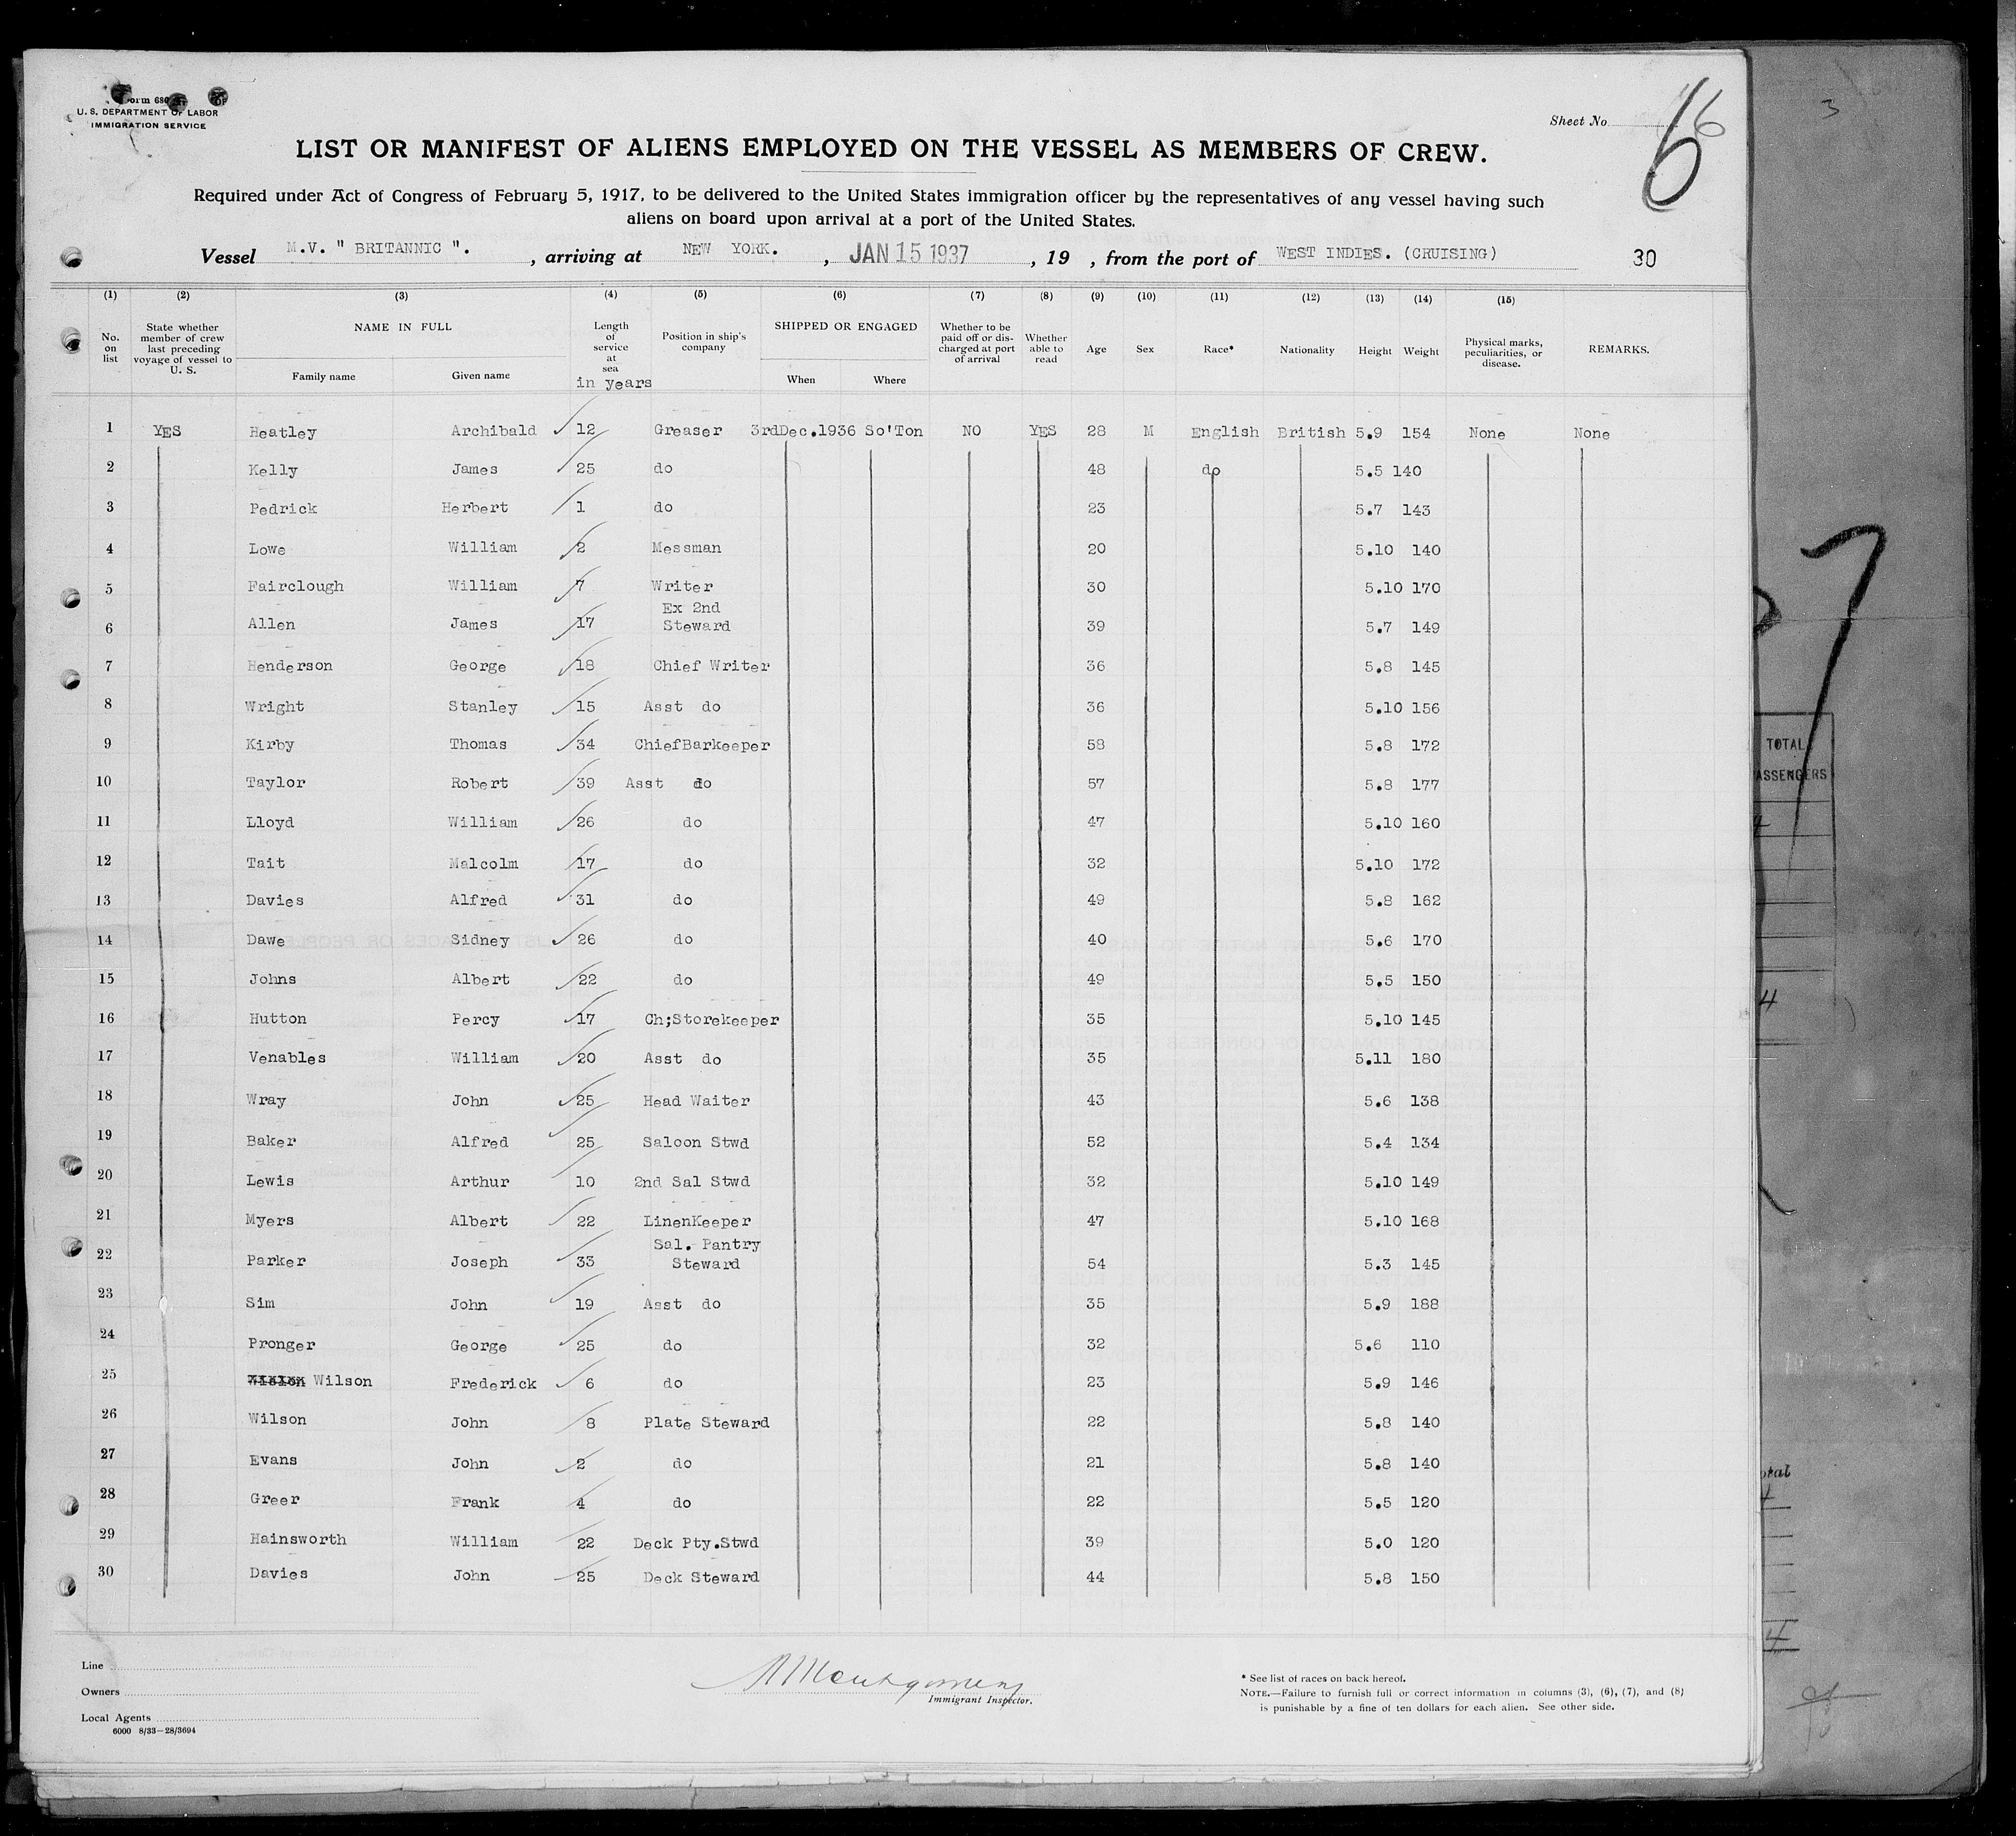 Form 680
U. S. DEPARTMENT OF LABOR
IMMIGRATION SERVICE
Sheet No. 6
66
LIST OR MANIFEST OF ALIENS EMPLOYED ON THE VESSEL AS MEMBERS OF CREW.
Required under Act of Congress of February 5, 1917, to be delivered to the United States immigration officer by the representatives of any vessel having such
aliens on board upon arrival at a port of the United States.
Vessel M.V. " BRITANNIC ". , arriving at NEW YORK. , JAN 15 1937 , 19 , from the port of WEST INDIES. (CRUISING) 30
(1) (2) (3) (4) (5) (6) (7) (8) (9) (10) (11) (12) (13) (14) (15)
No. on list State whether member of crew last preceding voyage of vessel to U. S. NAME IN FULL Family name Given name Length of service at sea in years Position in ship's company SHIPPED OR ENGAGED When Where Whether to be paid off or discharged at port of arrival Whether able to read Age Sex Race* Nationality Height Weight Physical marks, peculiarities, or disease. REMARKS.
1 YES Heatley Archibald 12 Greaser 3rdDec.1936 So'Ton NO YES 28 M English British 5.9 154 None None
2 Kelly James 25 do 48 do 5.5 140
3 Pedrick Herbert 1 do 23 5.7 143
4 Lowe William 2 Messman 20 5.10 140
5 Fairclough William 7 Writer 30 5.10 170
6 Allen James 17 Ex 2nd Steward 39 5.7 149
7 Henderson George 18 Chief Writer 36 5.8 145
8 Wright Stanley 15 Asst do 36 5.10 156
9 Kirby Thomas 34 ChiefBarkeeper 58 5.8 172
10 Taylor Robert 39 Asst do 57 5.8 177
11 Lloyd William 26 do 47 5.10 160
12 Tait Malcolm 17 do 32 5.10 172
13 Davies Alfred 31 do 49 5.8 162
14 Dawe Sidney 26 do 40 5.6 170
15 Johns Albert 22 do 49 5.5 150
16 Hutton Percy 17 Ch;Storekeeper 35 5.10 145
17 Venables William 20 Asst do 35 5.11 180
18 Wray John 25 Head Waiter 43 5.6 138
19 Baker Alfred 25 Saloon Stwd 52 5.4 134
20 Lewis Arthur 10 2nd Sal Stwd 32 5.10 149
21 Myers Albert 22 LinenKeeper 47 5.10 168
22 Parker Joseph 33 Sal. Pantry Steward 54 5.3 145
23 Sim John 19 Asst do 35 5.9 188
24 Pronger George 25 do 32 5.6 110
25 Wilson Frederick 6 do 23 5.9 146
26 Wilson John 8 Plate Steward 22 5.8 140
27 Evans John 2 do 21 5.8 140
28 Greer Frank 4 do 22 5.5 120
29 Hainsworth William 22 Deck Pty.Stwd 39 5.0 120
30 Davies John 25 Deck Steward 44 5.8 150
Line
Owners
Local Agents
6000 8/33—28/3694
Montgomery
Immigrant Inspector.
* See list of races on back hereof.
NOTE.—Failure to furnish full or correct information in columns (3), (6), (7), and (8)
is punishable by a fine of ten dollars for each alien. See other side.
3
7
TOTAL
ASSENGERS
4
4